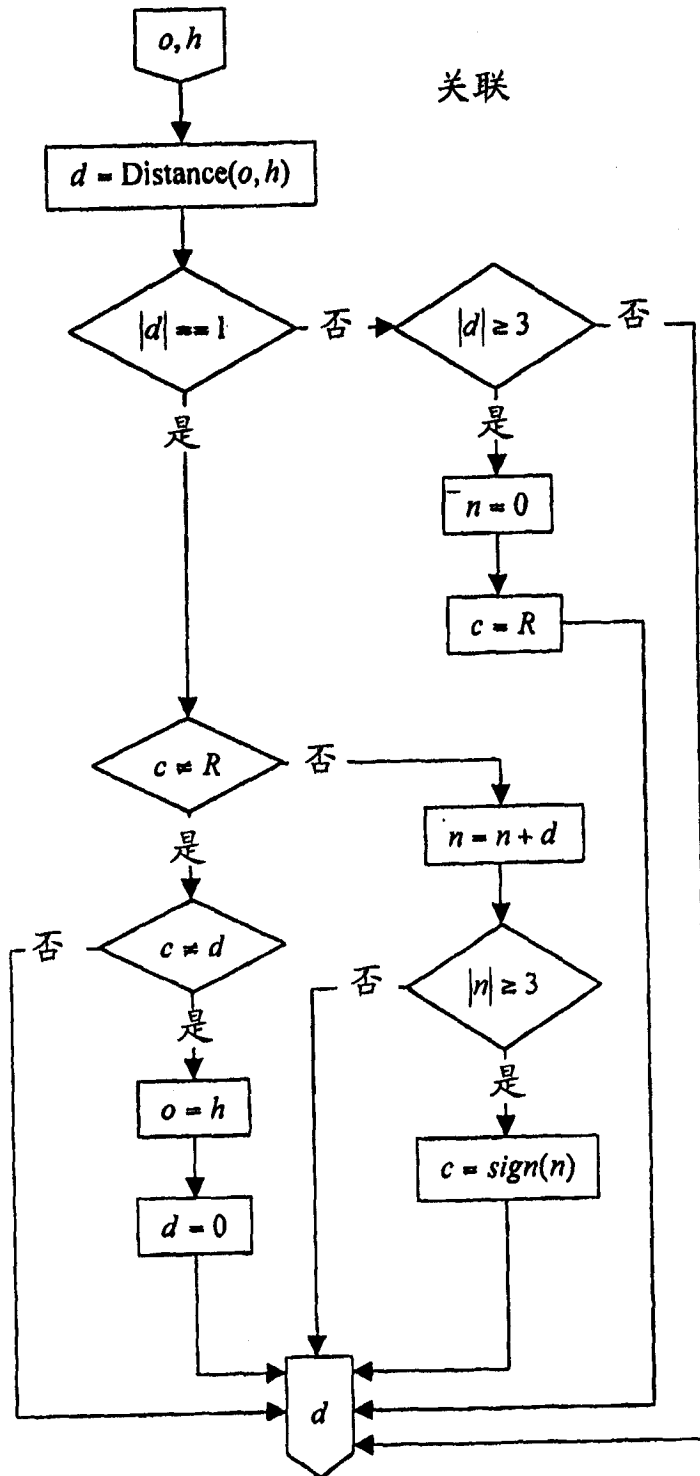 o, h
关联
d = Distance(o, h)
|d| == 1
否
|d| ≥ 3
否
是
是
n = 0
c = R
c ≠ R
否
n = n + d
是
否
c ≠ d
否
|n| ≥ 3
是
是
o = h
c = sign(n)
d = 0
d